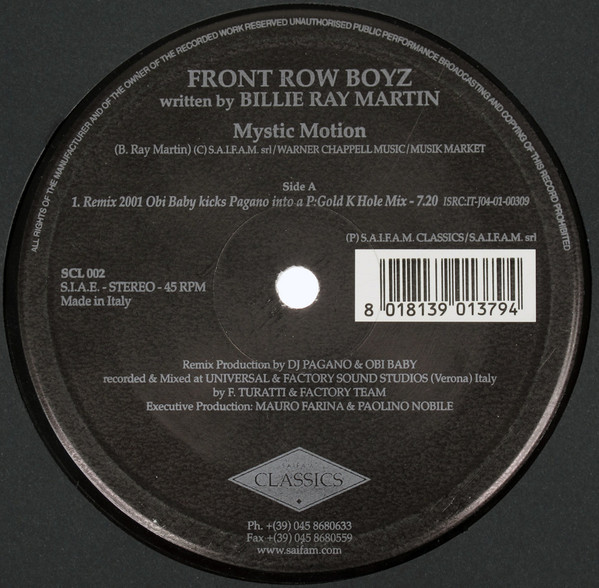 ALL RIGHTS OF THE MANUFACTURER AND OF THE OWNER OF THE RECORDED WORK RESERVED UNAUTHORISED PUBLIC PERFORMANCE BROADCASTING AND COPYING OF THIS RECORD PROHIBITED
FRONT ROW BOYZ
written by BILLIE RAY MARTIN
Mystic Motion
(B. Ray Martin) (C) S.A.I.F.A.M. srl/WARNER CHAPPELL MUSIC/MUSIK MARKET
Side A
1. Remix 2001 Obi Baby kicks Pagano into a P:Gold K Hole Mix - 7.20 ISRC:IT-J04-01-00309
(P) S.A.I.F.A.M. CLASSICS/S.A.I.F.A.M. srl
SCL 002
S.I.A.E. - STEREO - 45 RPM
Made in Italy
8 018139 013794
Remix Production by DJ PAGANO & OBI BABY
recorded & Mixed at UNIVERSAL & FACTORY SOUND STUDIOS (Verona) Italy
by F. TURATTI & FACTORY TEAM
Executive Production: MAURO FARINA & PAOLINO NOBILE
CLASSICS
Ph. +(39) 045 8680633
Fax +(39) 045 8680559
www.saifam.com